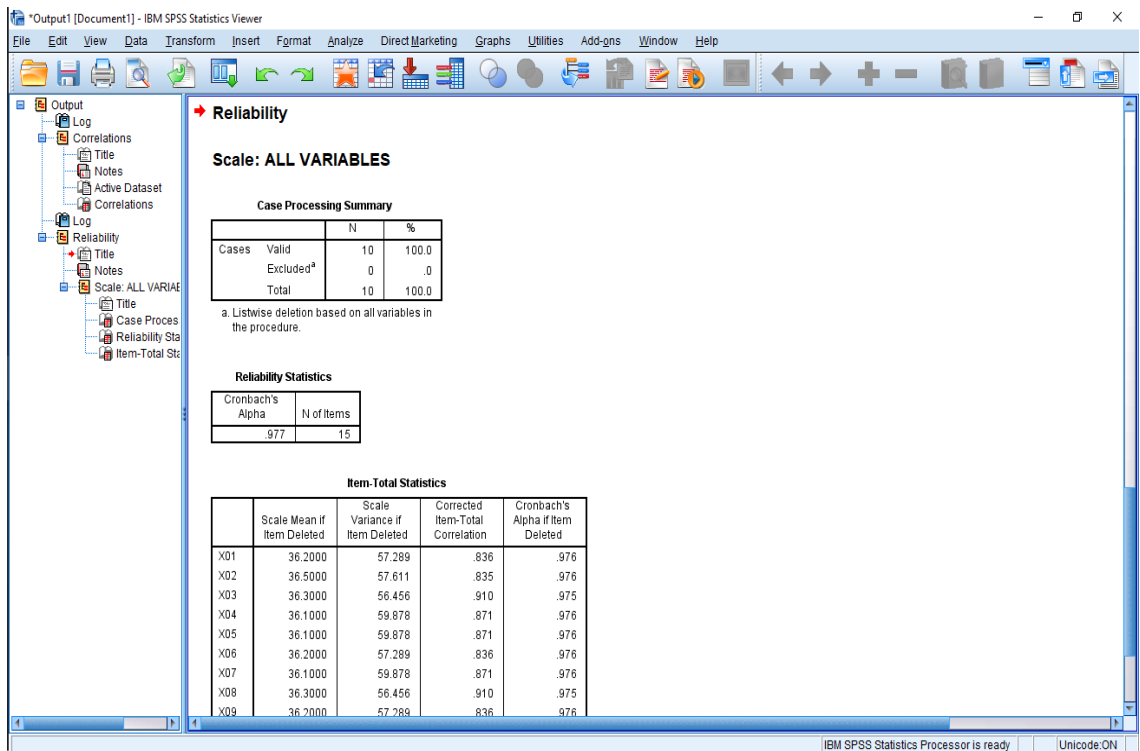 *Output1 [Document1] - IBM SPSS Statistics Viewer
File Edit View Data Transform Insert Format Analyze Direct Marketing Graphs Utilities Add-ons Window Help
Output
Log
Correlations
Title
Notes
Active Dataset
Correlations
Log
Reliability
Title
Notes
Scale: ALL VARIAE
Title
Case Proces
Reliability Sta
Item-Total Sta
Reliability
Scale: ALL VARIABLES
Case Processing Summary
N %
Cases Valid 10 100.0
Excludedª 0 .0
Total 10 100.0
a. Listwise deletion based on all variables in
the procedure.
Reliability Statistics
Cronbach's
Alpha N of Items
.977 15
Item-Total Statistics
Scale Mean if
Item Deleted
Scale
Variance if
Item Deleted
Corrected
Item-Total
Correlation
Cronbach's
Alpha if Item
Deleted
X01 36.2000 57.289 .836 .976
X02 36.5000 57.611 .835 .976
X03 36.3000 56.456 .910 .975
X04 36.1000 59.878 .871 .976
X05 36.1000 59.878 .871 .976
X06 36.2000 57.289 .836 .976
X07 36.1000 59.878 .871 .976
X08 36.3000 56.456 .910 .975
X09 36.2000 57.289 .836 .976
IBM SPSS Statistics Processor is ready Unicode:ON